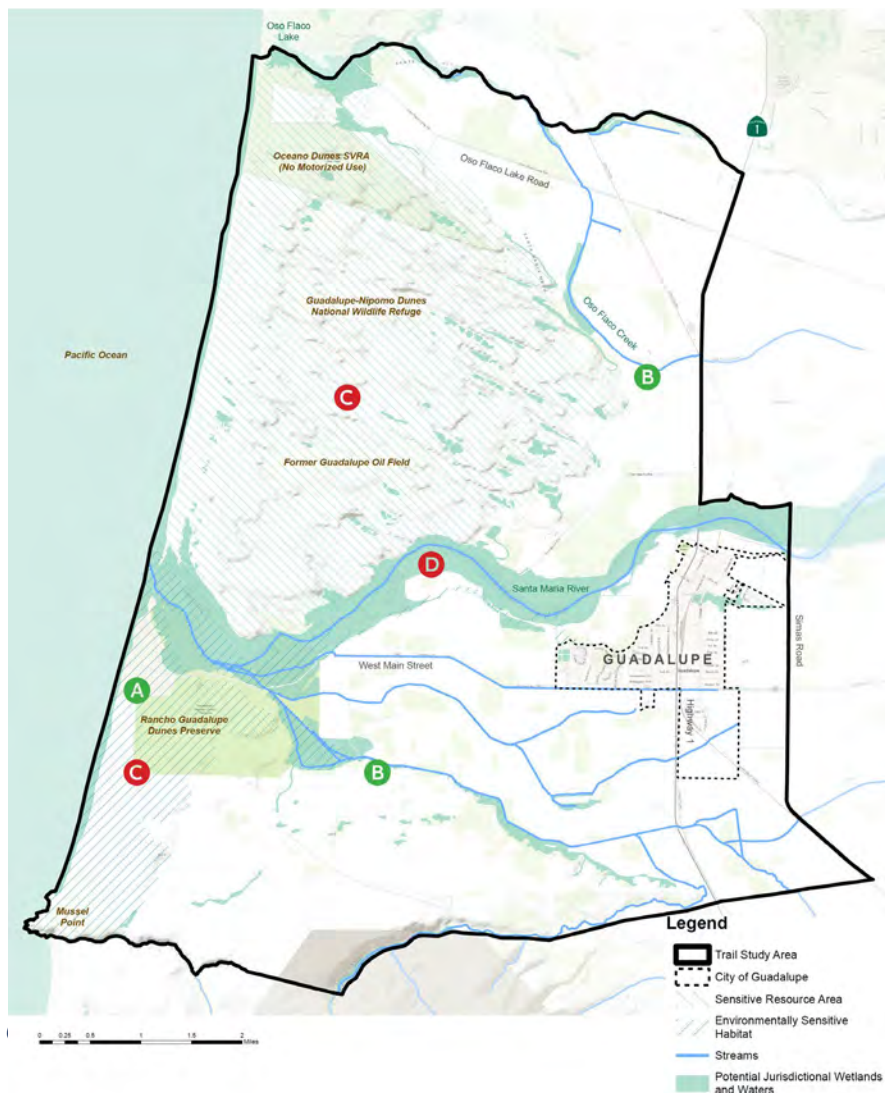 Oso Flaco
Lake
1
Oceano Dunes SVRA
(No Motorized Use)
Oso Flaco Lake Road
Guadalupe-Nipomo Dunes
National Wildlife Refuge
Oso Flaco Creek
Pacific Ocean
B
C
Former Guadalupe Oil Field
D
Santa Maria River
Simas Road
GUADALUPE
West Main Street
A
Highway 1
Rancho Guadalupe
Dunes Preserve
C
B
Mussel
Point
Legend
Trail Study Area
City of Guadalupe
Sensitive Resource Area
Environmentally Sensitive
Habitat
Streams
Potential Jurisdictional Wetlands
and Waters
0 0.25 0.5 1 1.5 2
Miles